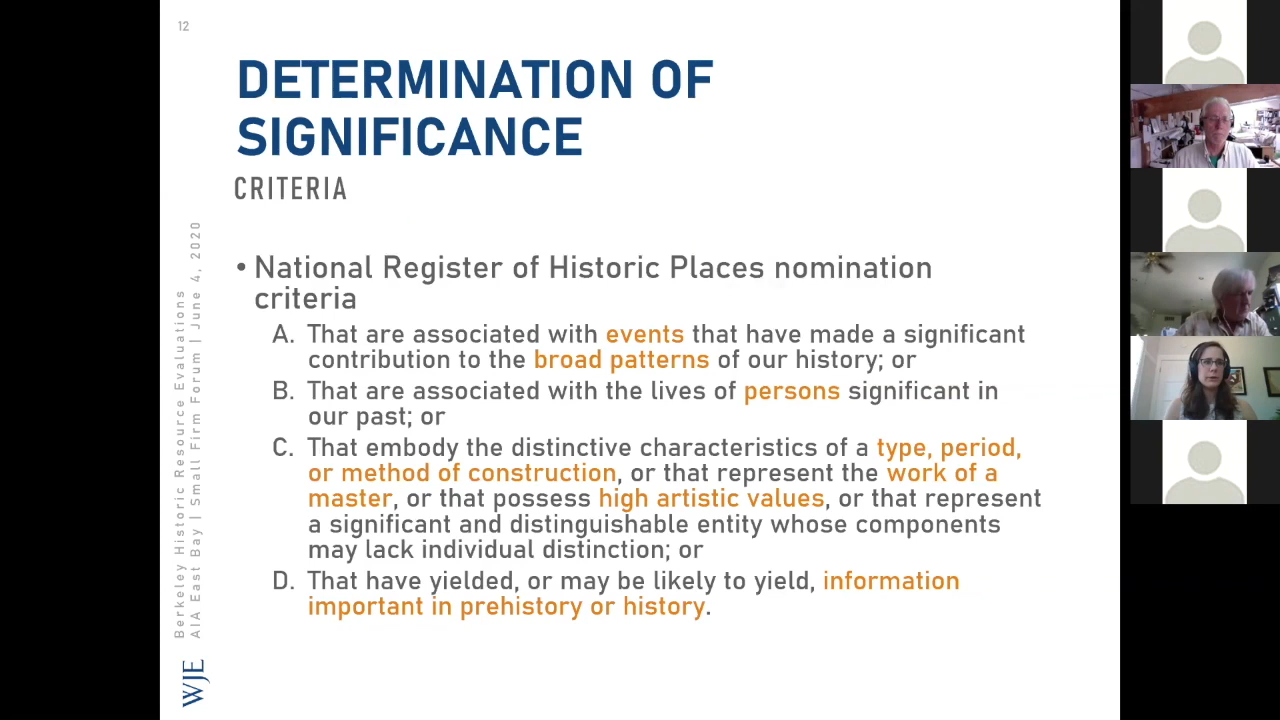 12
DETERMINATION OF
SIGNIFICANCE
CRITERIA
• National Register of Historic Places nomination
criteria
A. That are associated with events that have made a significant
contribution to the broad patterns of our history; or
B. That are associated with the lives of persons significant in
our past; or
C. That embody the distinctive characteristics of a type, period,
or method of construction, or that represent the work of a
master, or that possess high artistic values, or that represent
a significant and distinguishable entity whose components
may lack individual distinction; or
D. That have yielded, or may be likely to yield, information
important in prehistory or history.
Berkeley Historic Resource Evaluations
AIA East Bay | Small Firm Forum | June 4, 2020
WJE